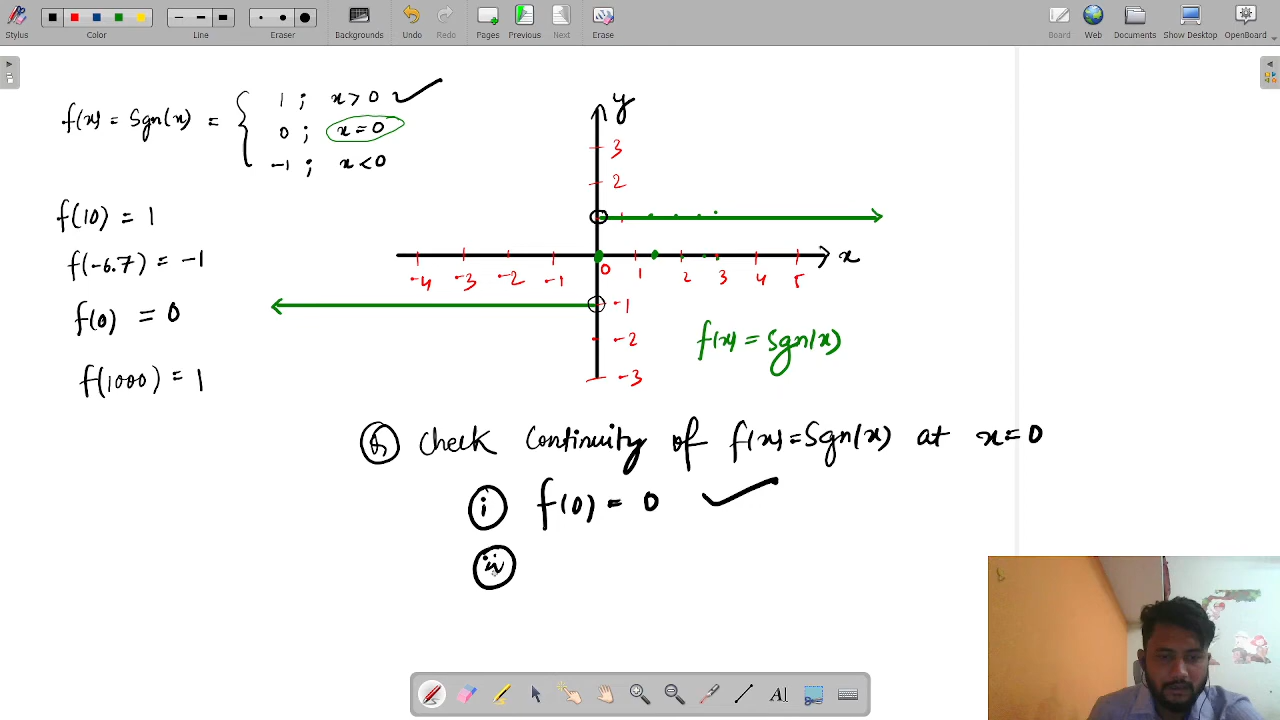 Stylus Color Line Eraser Backgrounds Undo Redo Pages Previous Next Erase Board Web Documents Show Desktop OpenBoard
f(x) = Sgn(x) = { 1 ; x > 0
0 ; x = 0
-1 ; x < 0
f(10) = 1
f(-6.7) = -1
f(0) = 0
f(1000) = 1
y
3
2
1
-4 -3 -2 -1 0 1 2 3 4 5 x
-1
-2
-3
f(x) = Sgn(x)
Q Check Continuity of f(x) = Sgn(x) at x = 0
i f(0) = 0
ii